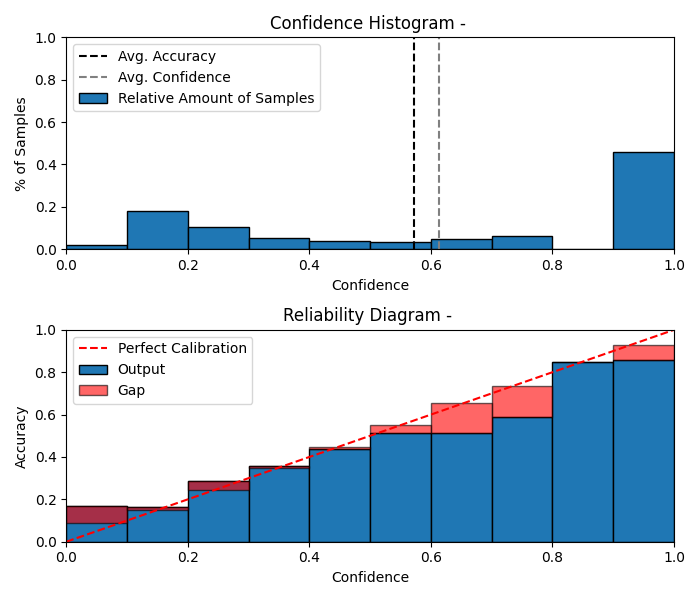 Confidence Histogram -
1.0
0.8
0.6
0.4
0.2
0.0
% of Samples
Avg. Accuracy
Avg. Confidence
Relative Amount of Samples
0.0 0.2 0.4 0.6 0.8 1.0
Confidence
Reliability Diagram -
1.0
0.8
0.6
0.4
0.2
0.0
Accuracy
Perfect Calibration
Output
Gap
0.0 0.2 0.4 0.6 0.8 1.0
Confidence